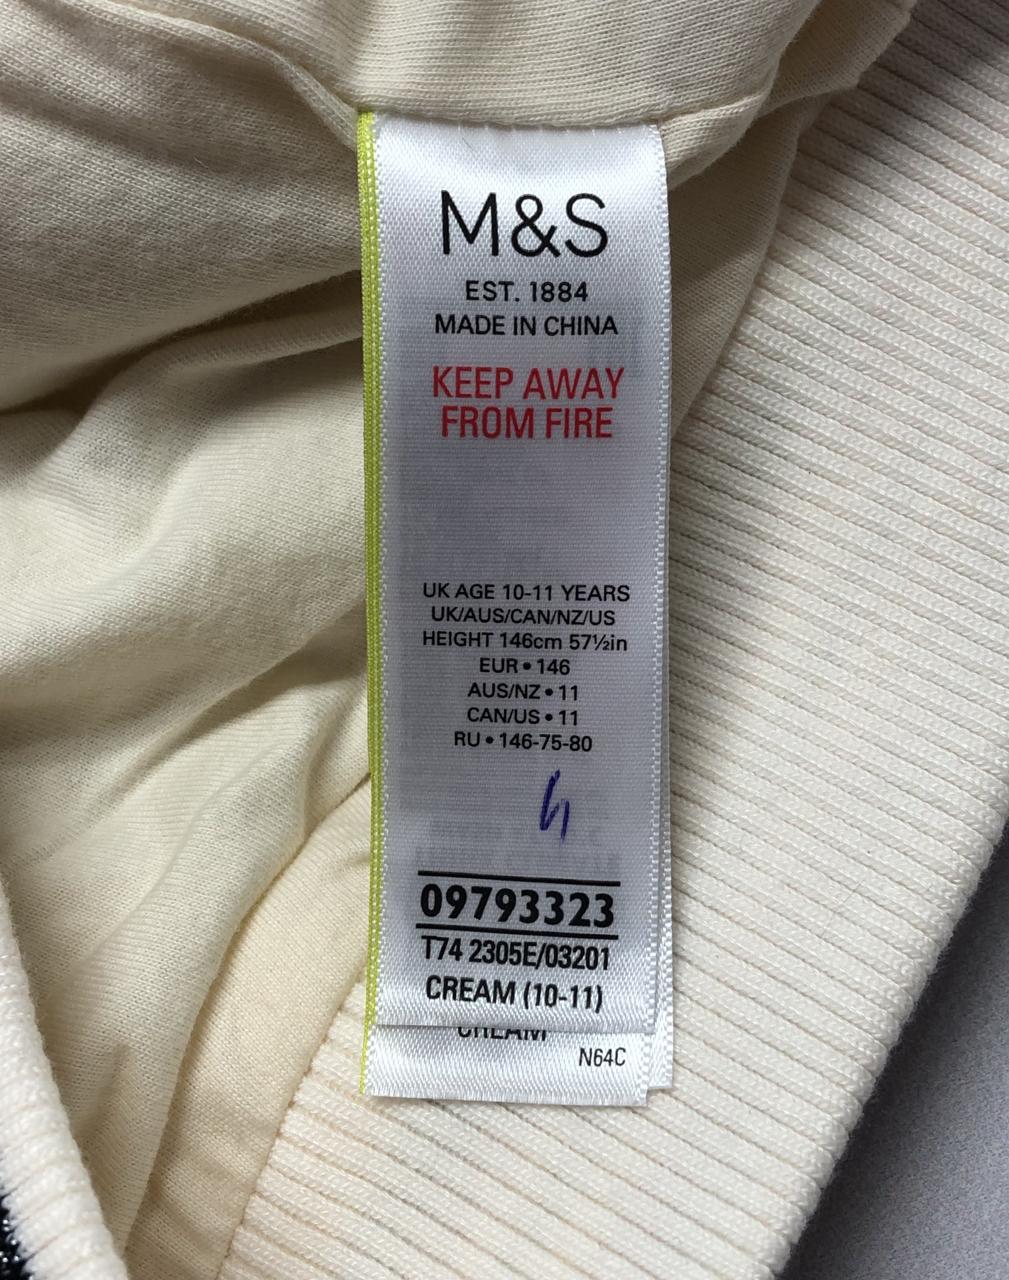 M&S
EST. 1884
MADE IN CHINA
KEEP AWAY
FROM FIRE
UK AGE 10-11 YEARS
UK/AUS/CAN/NZ/US
HEIGHT 146cm 57½in
EUR • 146
AUS/NZ • 11
CAN/US • 11
RU • 146-75-80
09793323
T74 2305E/03201
CREAM (10-11)
CREAM
N64C